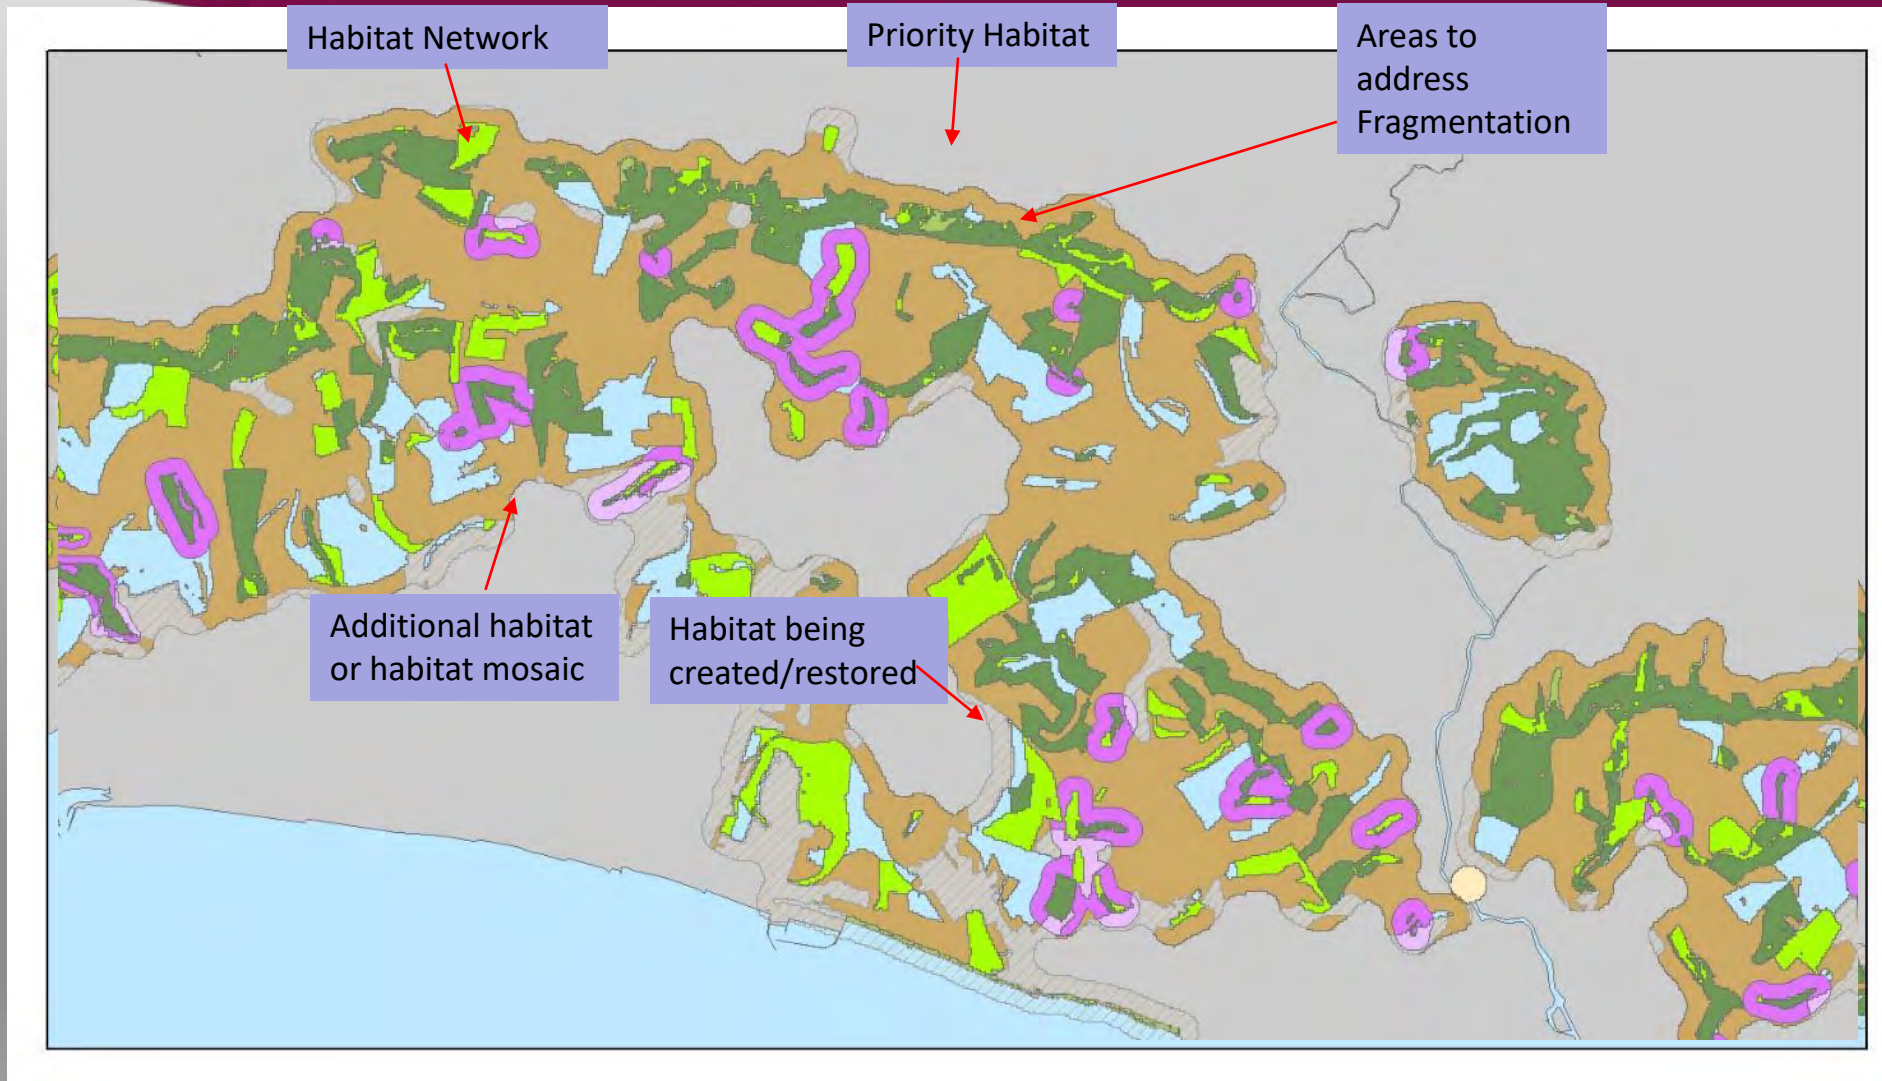 Habitat Network
Priority Habitat
Areas to
address
Fragmentation
Additional habitat
or habitat mosaic
Habitat being
created/restored